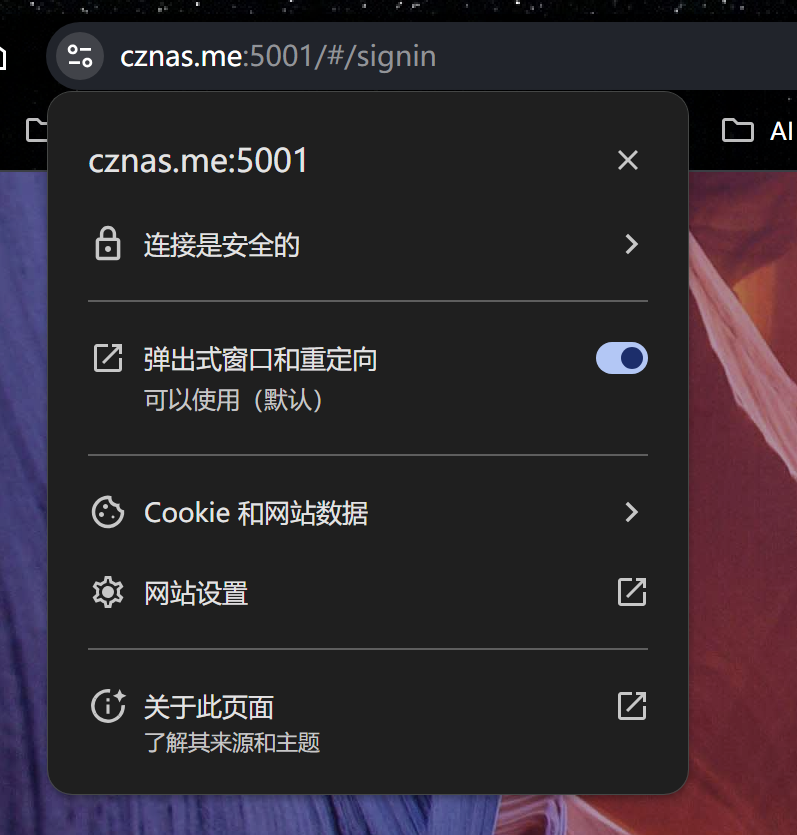 cznas.me:5001/#/signin
AI
cznas.me:5001
连接是安全的
弹出式窗口和重定向
可以使用（默认）
Cookie 和网站数据
网站设置
关于此页面
了解其来源和主题